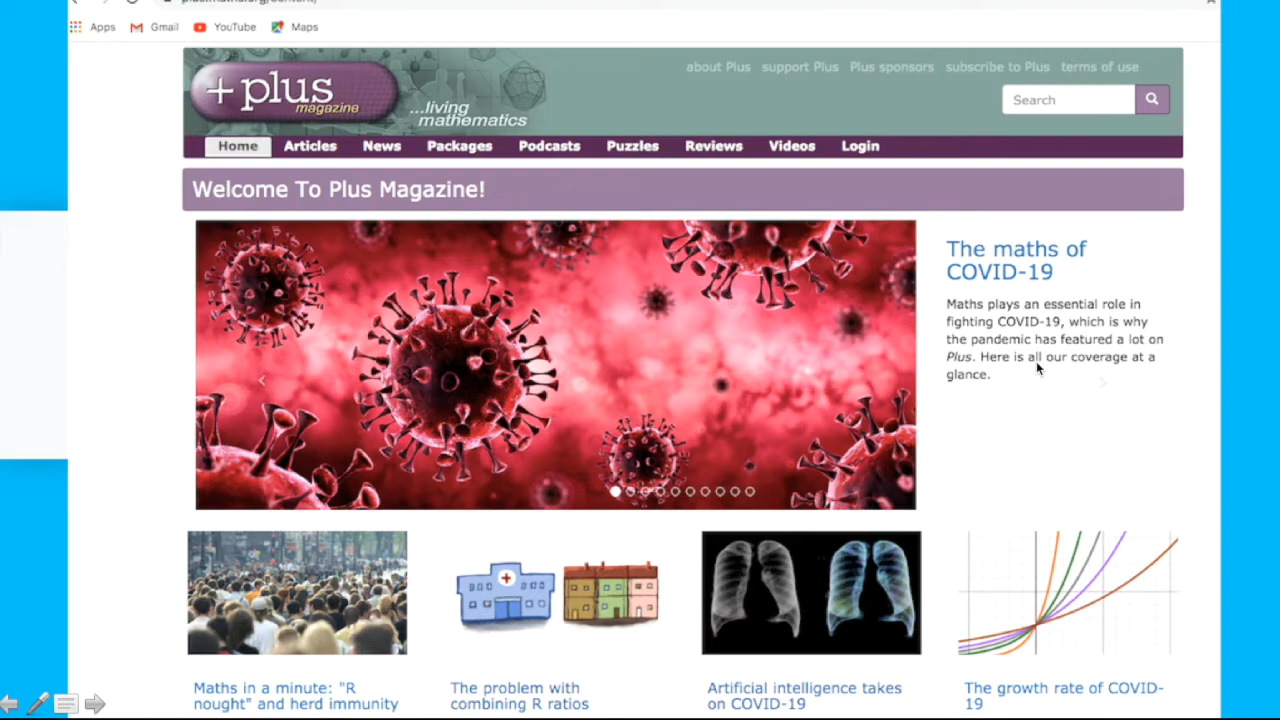 Apps Gmail YouTube Maps
+plus
magazine
...living
mathematics
about Plus support Plus Plus sponsors subscribe to Plus terms of use
Search
Home Articles News Packages Podcasts Puzzles Reviews Videos Login
Welcome To Plus Magazine!
The maths of
COVID-19
Maths plays an essential role in
fighting COVID-19, which is why
the pandemic has featured a lot on
Plus. Here is all our coverage at a
glance.
Maths in a minute: "R
nought" and herd immunity
The problem with
combining R ratios
Artificial intelligence takes
on COVID-19
The growth rate of COVID-
19